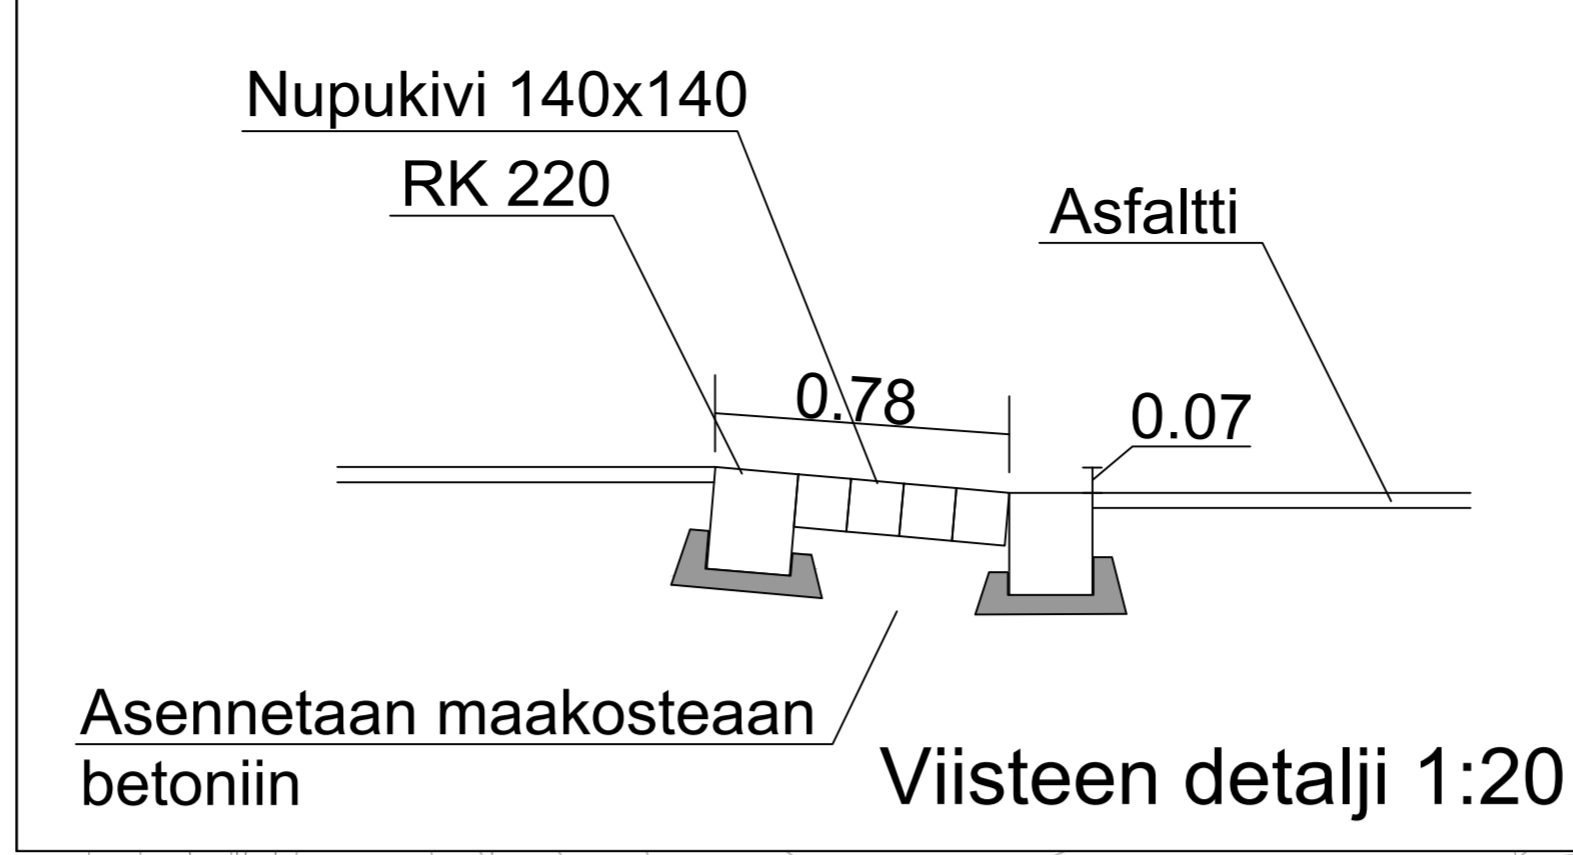 Nupukivi 140x140
RK 220
Asfaltti
0.78
0.07
Asennetaan maakosteaan
betoniin
Viisteen detalji 1:20